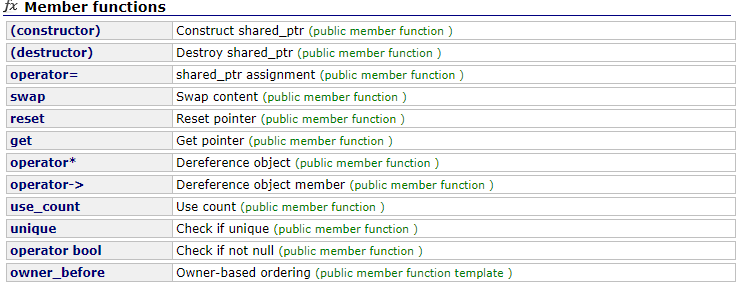 fx Member functions
(constructor) Construct shared_ptr (public member function )
(destructor) Destroy shared_ptr (public member function )
operator= shared_ptr assignment (public member function )
swap Swap content (public member function )
reset Reset pointer (public member function )
get Get pointer (public member function )
operator* Dereference object (public member function )
operator-> Dereference object member (public member function )
use_count Use count (public member function )
unique Check if unique (public member function )
operator bool Check if not null (public member function )
owner_before Owner-based ordering (public member function template )